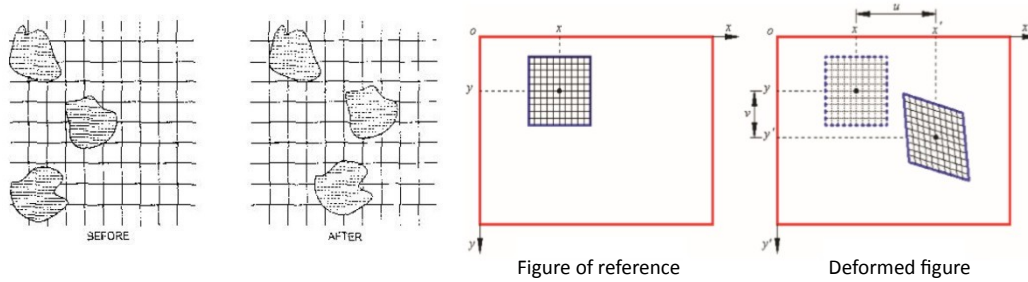 BEFORE
AFTER
o
x
x
y
y
Figure of reference
u
o
x
x'
x
y
v
y'
y'
Deformed figure